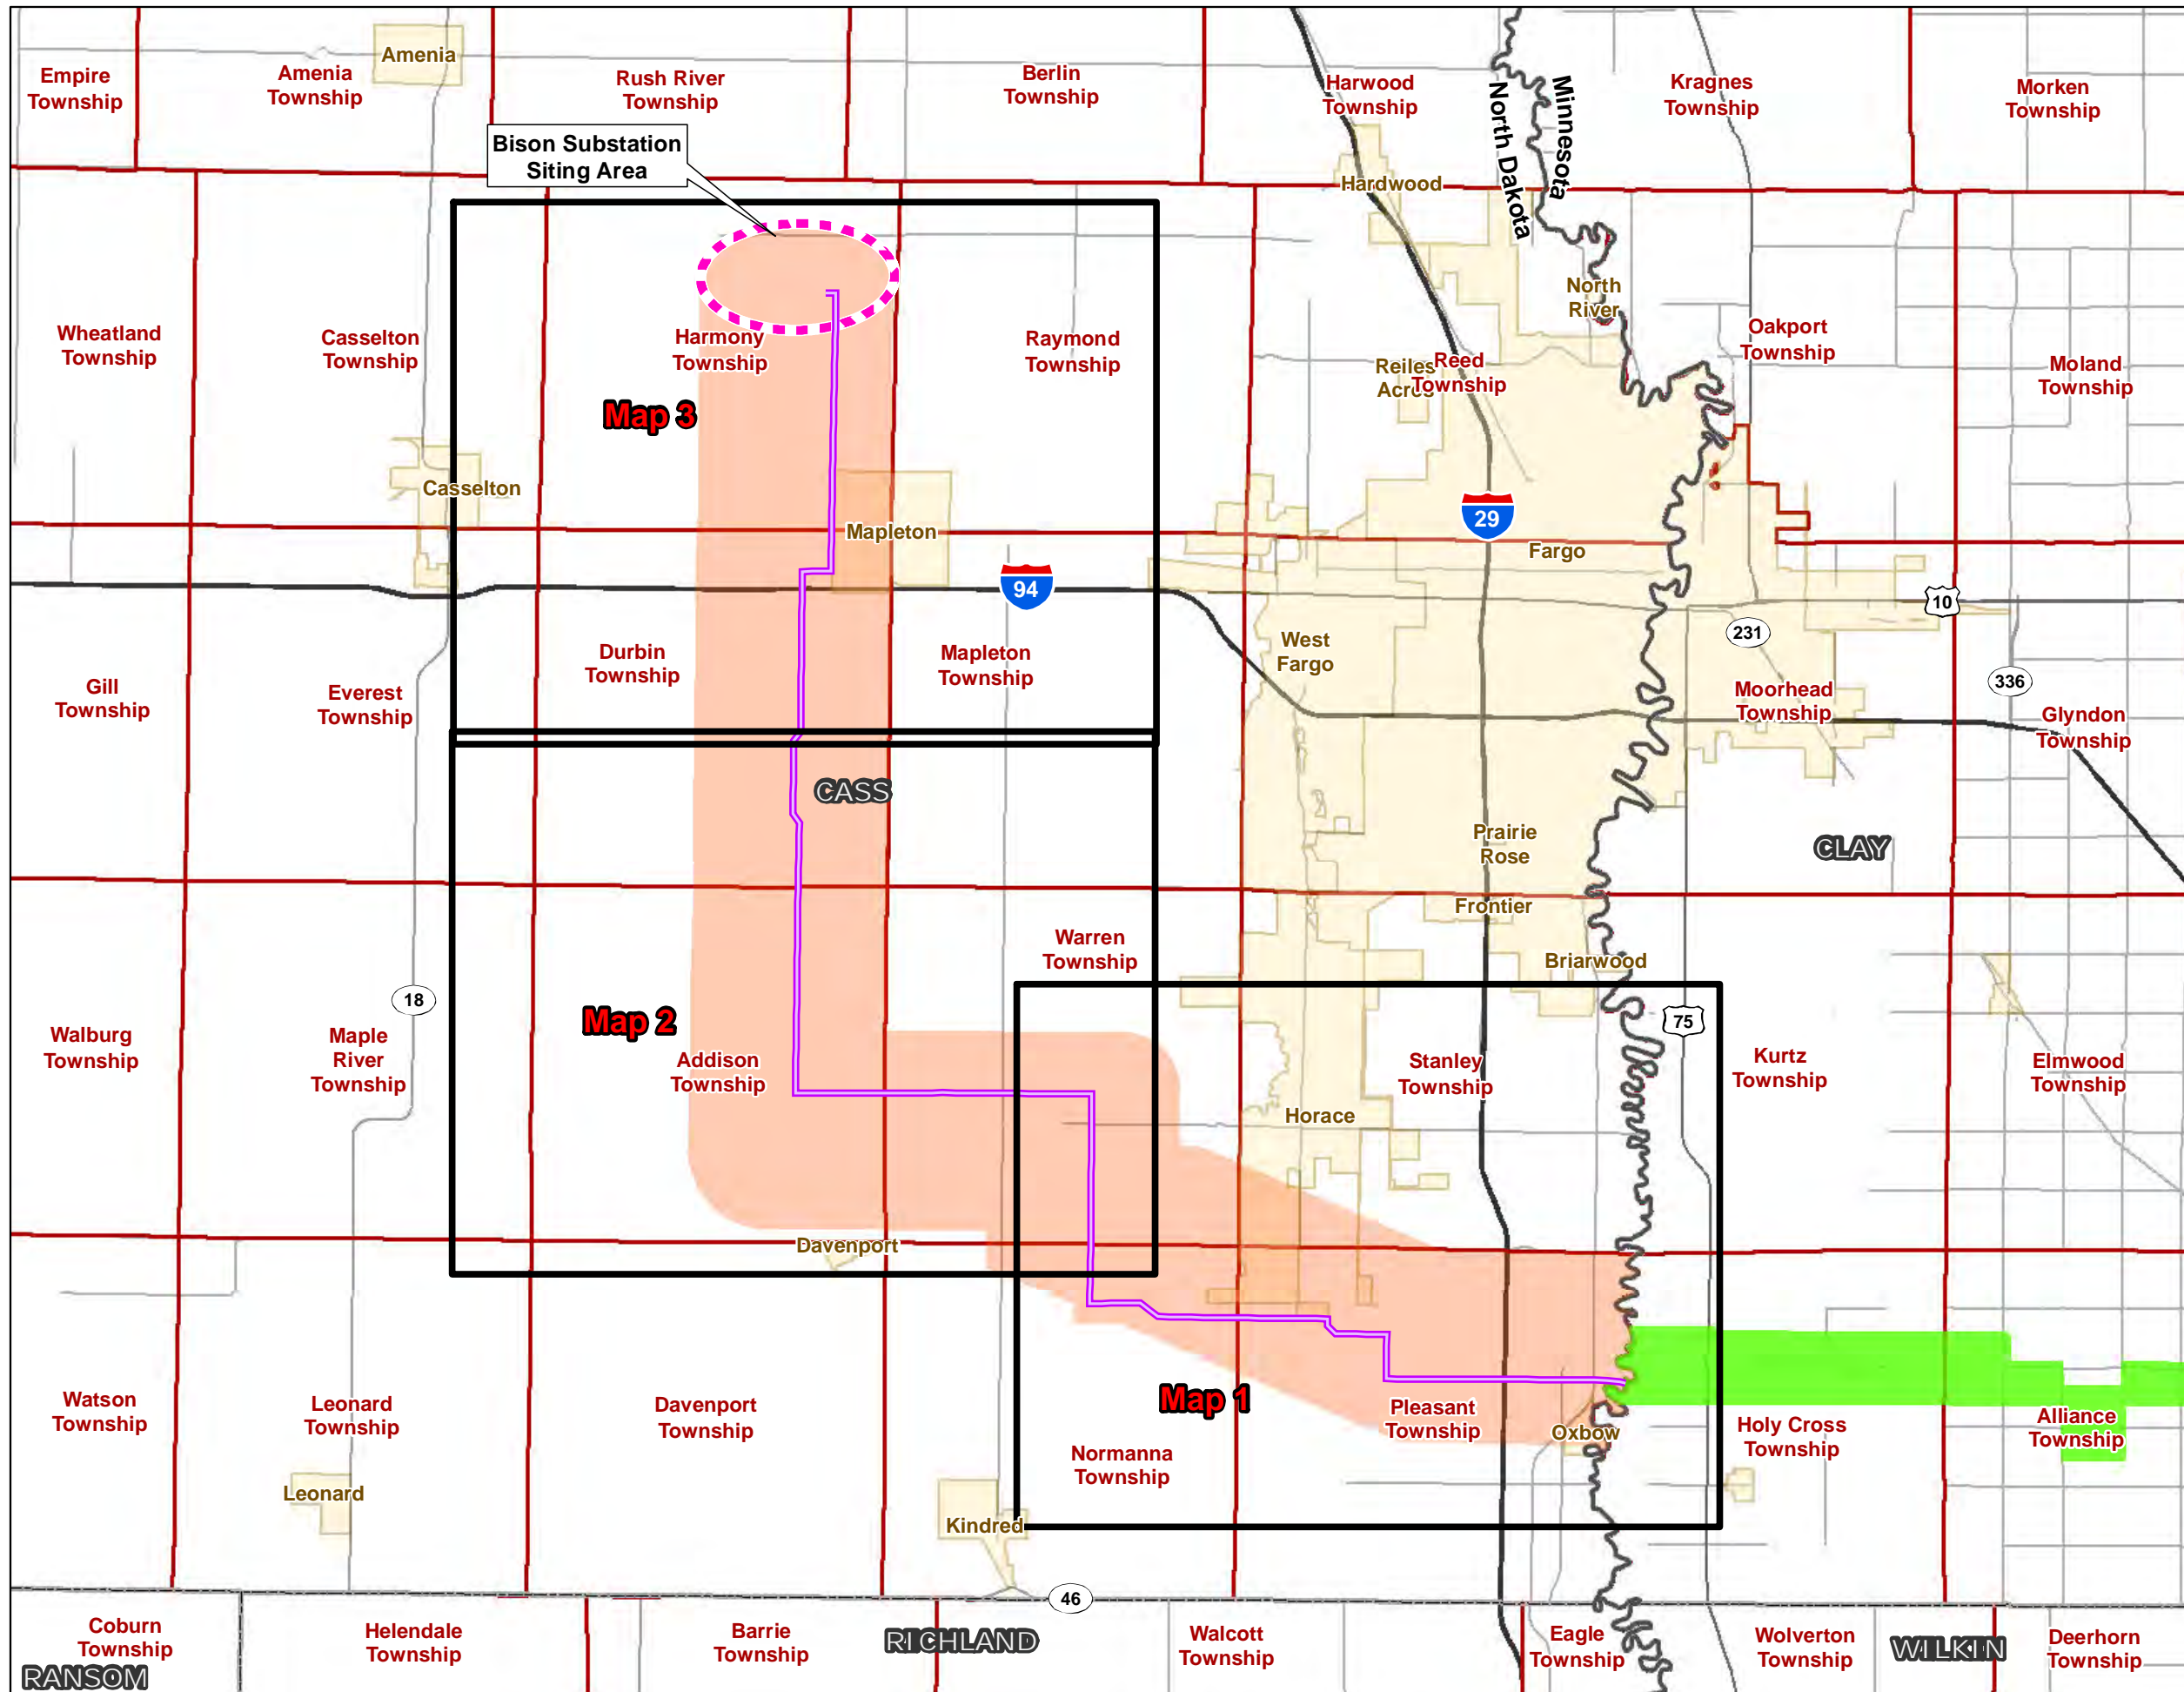 Amenia
Empire
Township
Amenia
Township
Rush River
Township
Berlin
Township
Harwood
Township
North Dakota
Minnesota
Kragnes
Township
Morken
Township
Bison Substation
Siting Area
Hardwood
North
River
Wheatland
Township
Casselton
Township
Harmony
Township
Raymond
Township
Reiles
Acres
Reed
Township
Oakport
Township
Moland
Township
Map 3
Casselton
Mapleton
29
Fargo
94
10
231
Gill
Township
Everest
Township
Durbin
Township
Mapleton
Township
West
Fargo
Moorhead
Township
336
Glyndon
Township
CASS
Prairie
Rose
CLAY
Frontier
Warren
Township
Briarwood
18
Map 2
75
Walburg
Township
Maple
River
Township
Addison
Township
Stanley
Township
Kurtz
Township
Elmwood
Township
Horace
Davenport
Watson
Township
Leonard
Township
Davenport
Township
Map 1
Pleasant
Township
Oxbow
Holy Cross
Township
Alliance
Township
Normanna
Township
Leonard
Kindred
46
Coburn
Township
Helendale
Township
Barrie
Township
RICHLAND
Walcott
Township
Eagle
Township
Wolverton
Township
WILKIN
Deerhorn
Township
RANSOM